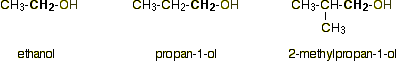 CH₃-CH₂-OH CH₃-CH₂-CH₂-OH CH₃-CH-CH₂-OH
CH₃
ethanol propan-1-ol 2-methylpropan-1-ol